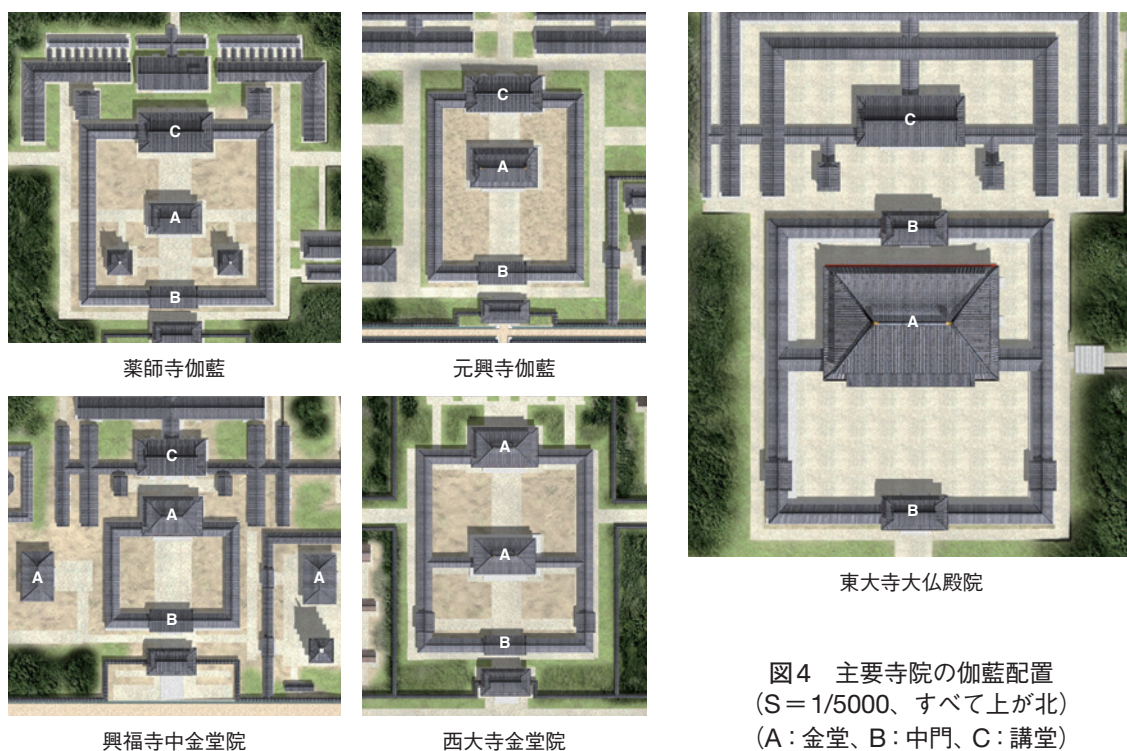 C
A
B
薬師寺伽藍
C
A
B
元興寺伽藍
C
B
A
B
東大寺大仏殿院
C
A
A
A
B
興福寺中金堂院
A
A
B
西大寺金堂院
図4 主要寺院の伽藍配置
(S=1/5000、すべて上が北)
(A:金堂、B:中門、C:講堂)